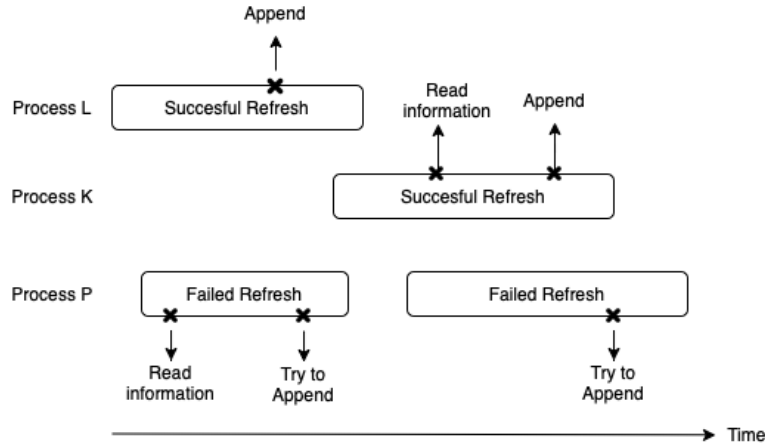 Append
Process L
Succesful Refresh
Read
information
Append
Process K
Succesful Refresh
Process P
Failed Refresh
Failed Refresh
Read
information
Try to
Append
Try to
Append
Time